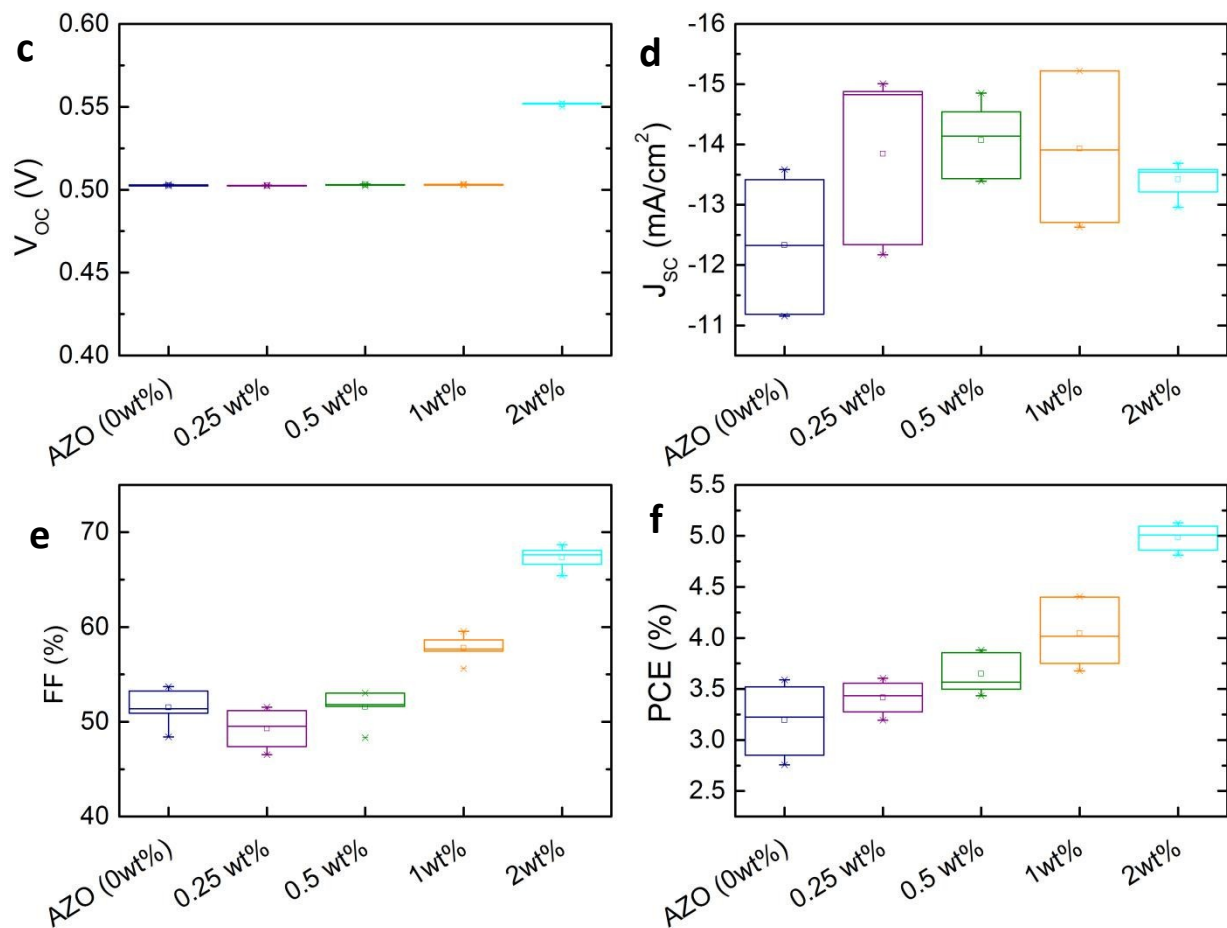 c
V_OC (V)
0.60
0.55
0.50
0.45
0.40
AZO (0wt%)
0.25 wt%
0.5 wt%
1wt%
2wt%
d
J_SC (mA/cm²)
-16
-15
-14
-13
-12
-11
AZO (0wt%)
0.25 wt%
0.5 wt%
1wt%
2wt%
e
FF (%)
70
60
50
40
AZO (0wt%)
0.25 wt%
0.5 wt%
1wt%
2wt%
f
PCE (%)
5.5
5.0
4.5
4.0
3.5
3.0
2.5
AZO (0wt%)
0.25 wt%
0.5 wt%
1wt%
2wt%